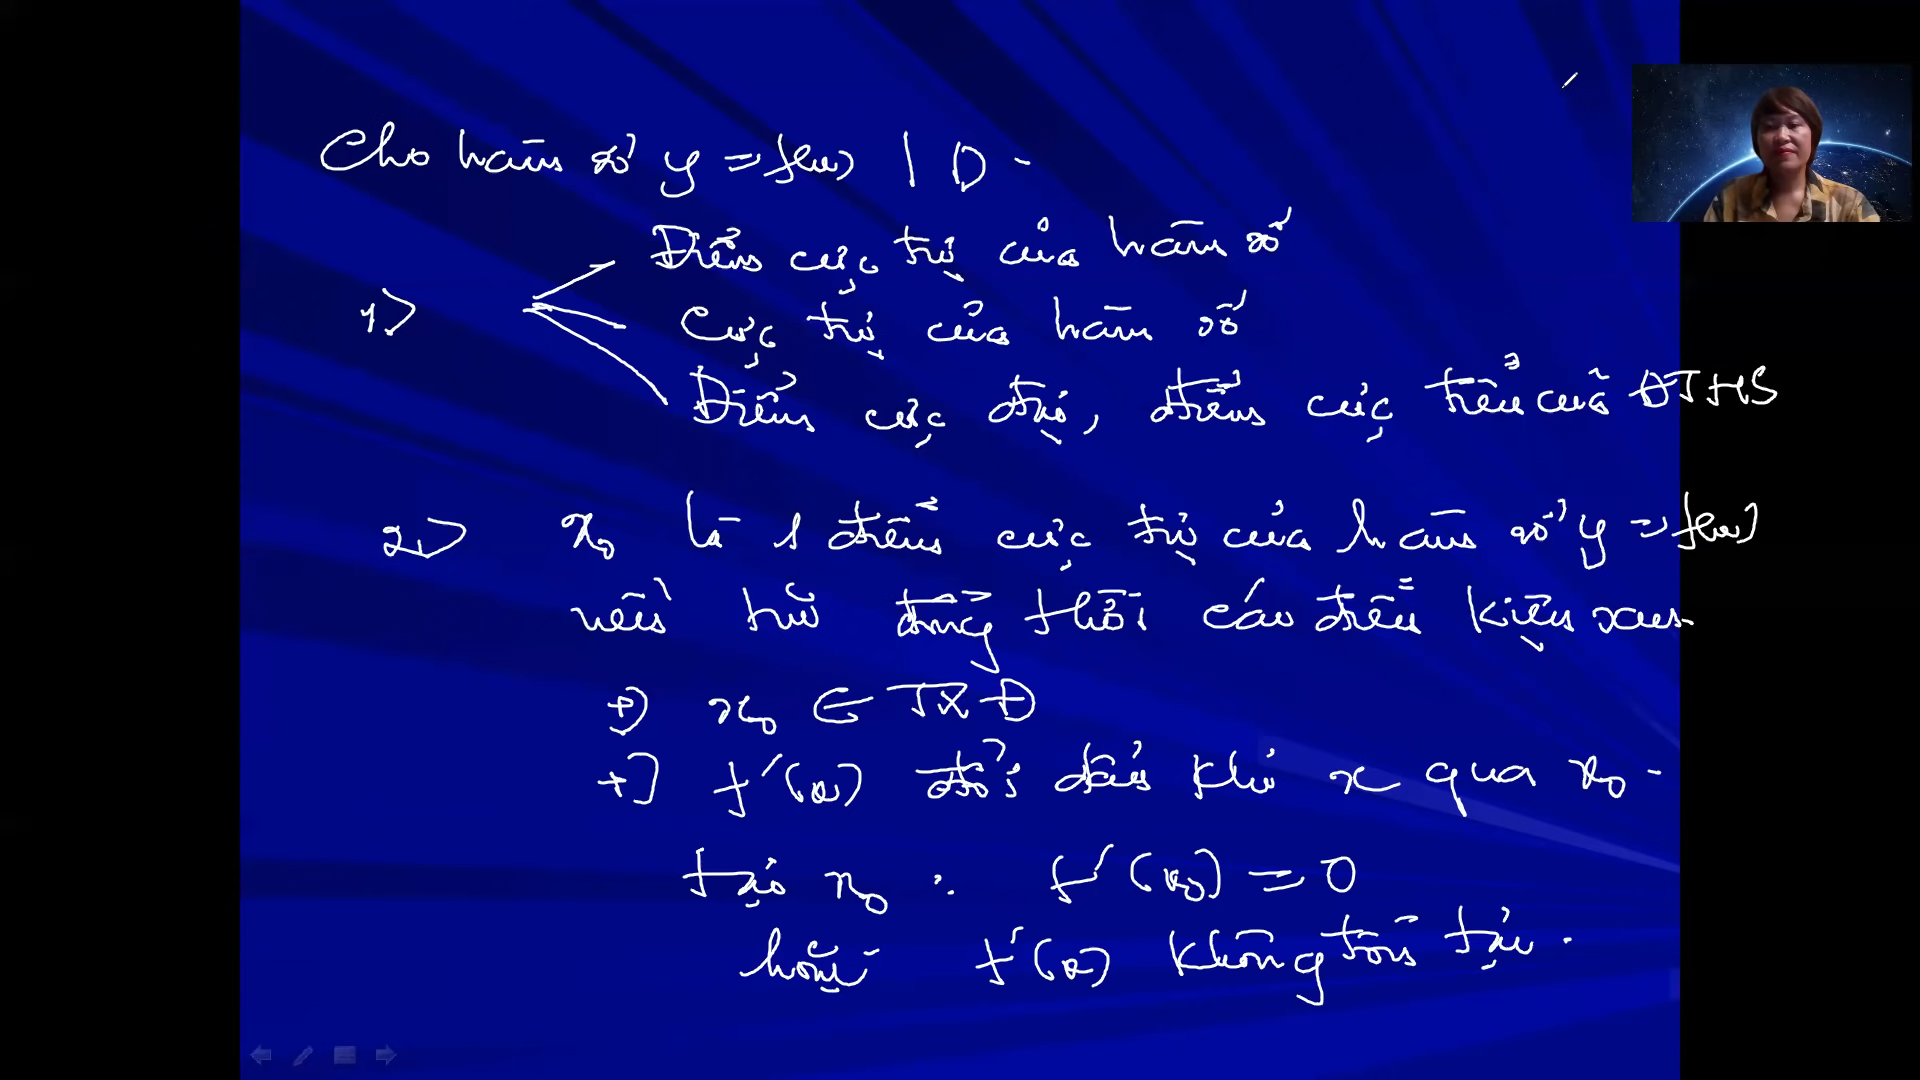 Cho hàm số y = f(x) | D.
Điểm cực trị của hàm số
1) Cực trị của hàm số
Điểm cực đại, điểm cực tiểu của ĐTHS
2) x₀ là 1 điểm cực trị của hàm số y = f(x)
nếu đồng thời các điều kiện sau
+) x₀ ∈ TXĐ
+) f'(x) đổi dấu khi x qua x₀.
tại x₀ : f'(x₀) = 0
hoặc f'(x) không tồn tại.